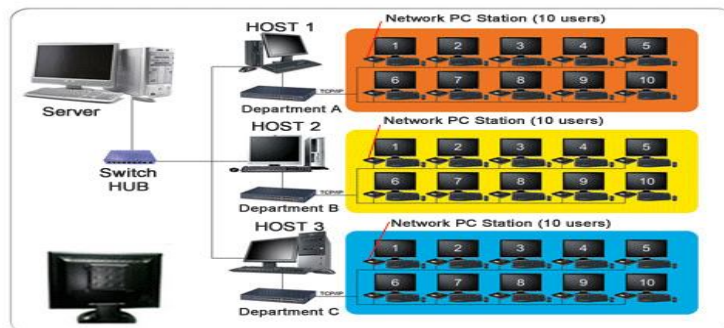 Network PC Station (10 users)
HOST 1
1 2 3 4 5
6 7 8 9 10
TCP/IP
Department A
Server
Network PC Station (10 users)
HOST 2
1 2 3 4 5
6 7 8 9 10
TCP/IP
Department B
Switch
HUB
Network PC Station (10 users)
HOST 3
1 2 3 4 5
6 7 8 9 10
TCP/IP
Department C